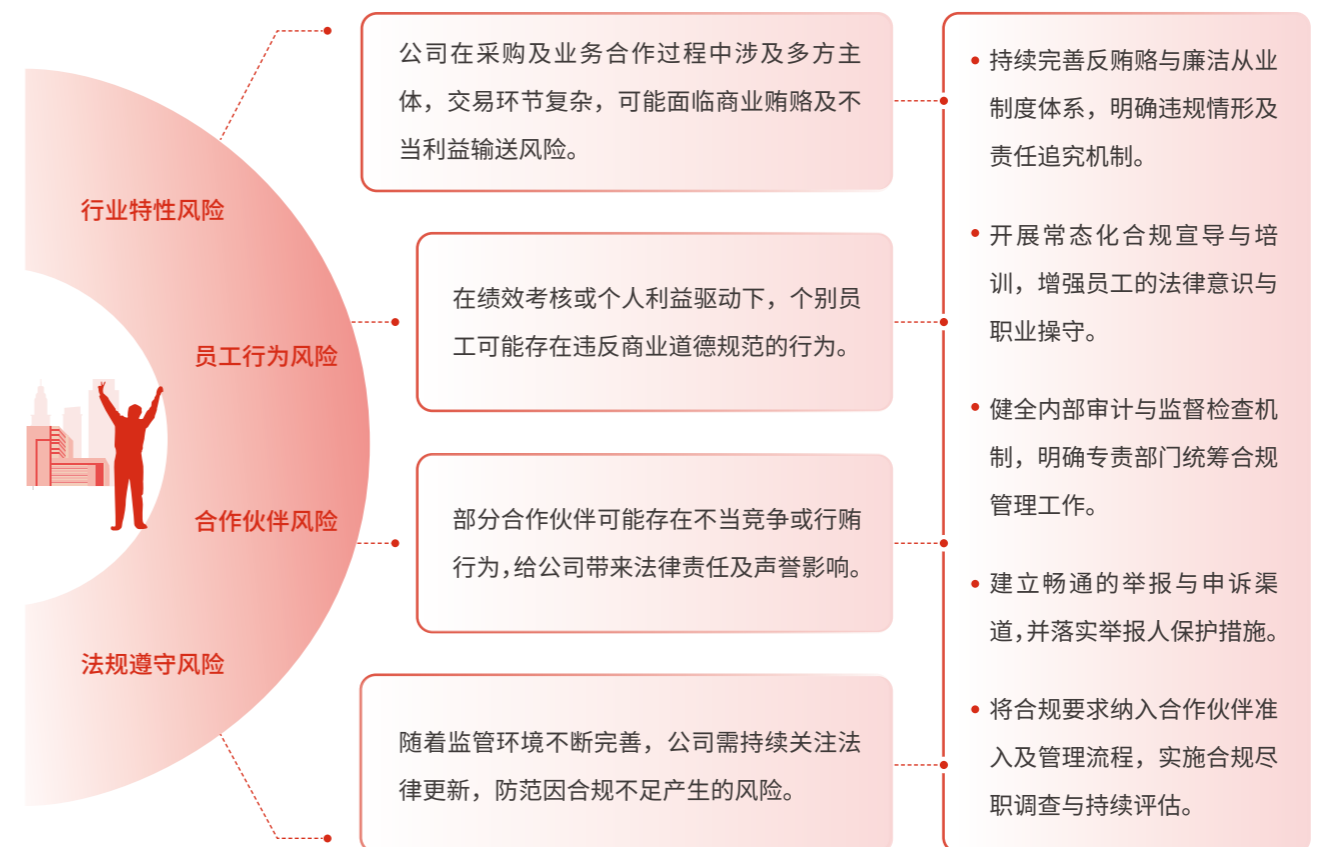 行业特性风险
公司在采购及业务合作过程中涉及多方主
体，交易环节复杂，可能面临商业贿赂及不
当利益输送风险。
员工行为风险
在绩效考核或个人利益驱动下，个别员
工可能存在违反商业道德规范的行为。
合作伙伴风险
部分合作伙伴可能存在不当竞争或行贿
行为，给公司带来法律责任及声誉影响。
法规遵守风险
随着监管环境不断完善，公司需持续关注法
律更新，防范因合规不足产生的风险。
• 持续完善反贿赂与廉洁从业
制度体系，明确违规情形及
责任追究机制。
• 开展常态化合规宣导与培
训，增强员工的法律意识与
职业操守。
• 健全内部审计与监督检查机
制，明确专责部门统筹合规
管理工作。
• 建立畅通的举报与申诉渠
道，并落实举报人保护措施。
• 将合规要求纳入合作伙伴准
入及管理流程，实施合规尽
职调查与持续评估。